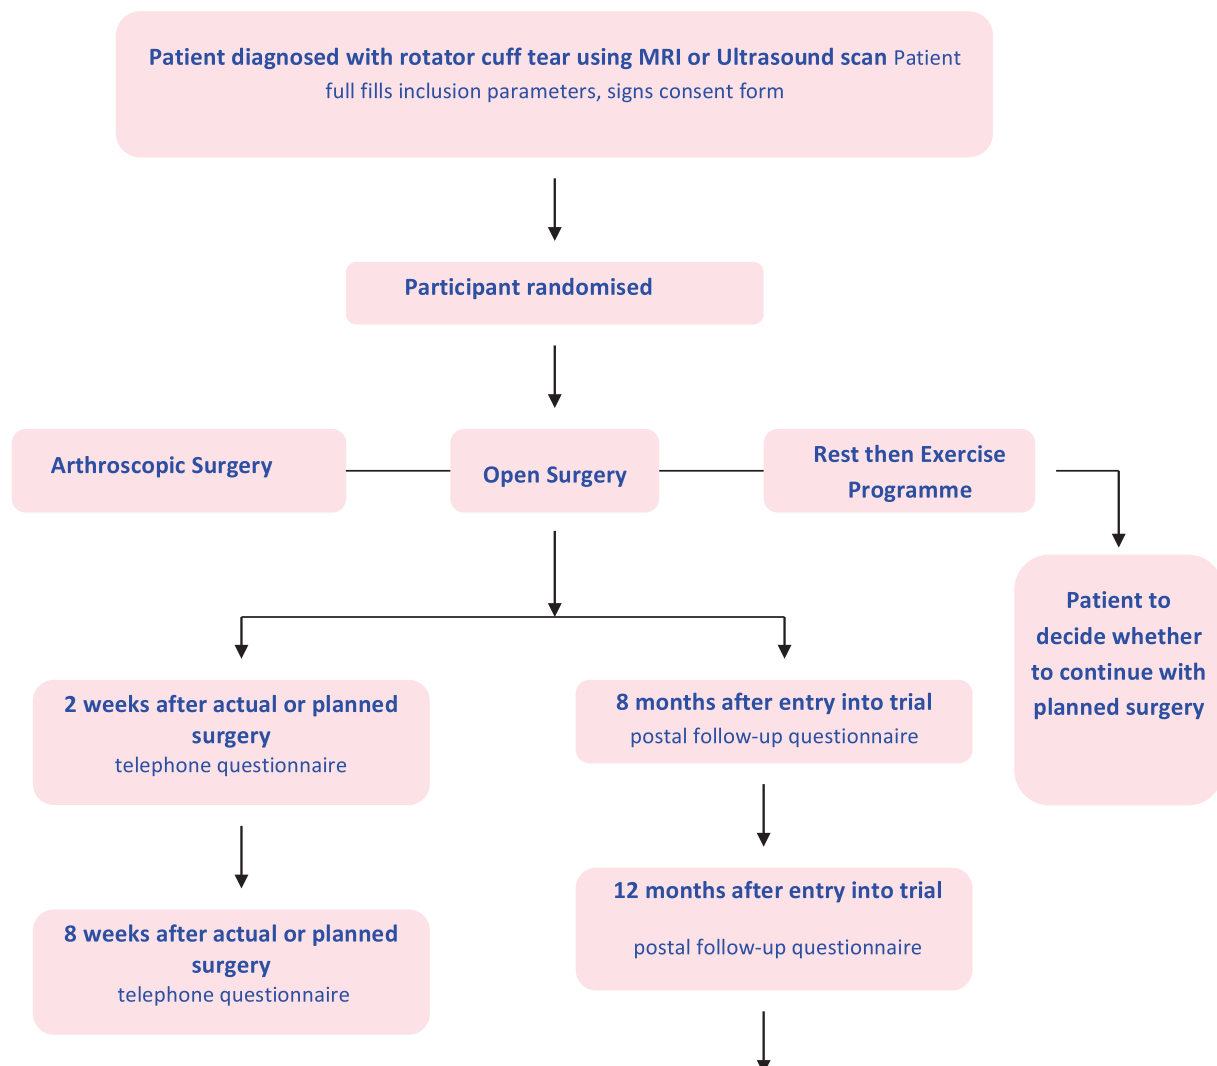 Patient diagnosed with rotator cuff tear using MRI or Ultrasound scan Patient
full fills inclusion parameters, signs consent form
Participant randomised
Arthroscopic Surgery
Open Surgery
Rest then Exercise
Programme
Patient to
decide whether
to continue with
planned surgery
2 weeks after actual or planned
surgery
telephone questionnaire
8 months after entry into trial
postal follow-up questionnaire
8 weeks after actual or planned
surgery
telephone questionnaire
12 months after entry into trial
postal follow-up questionnaire